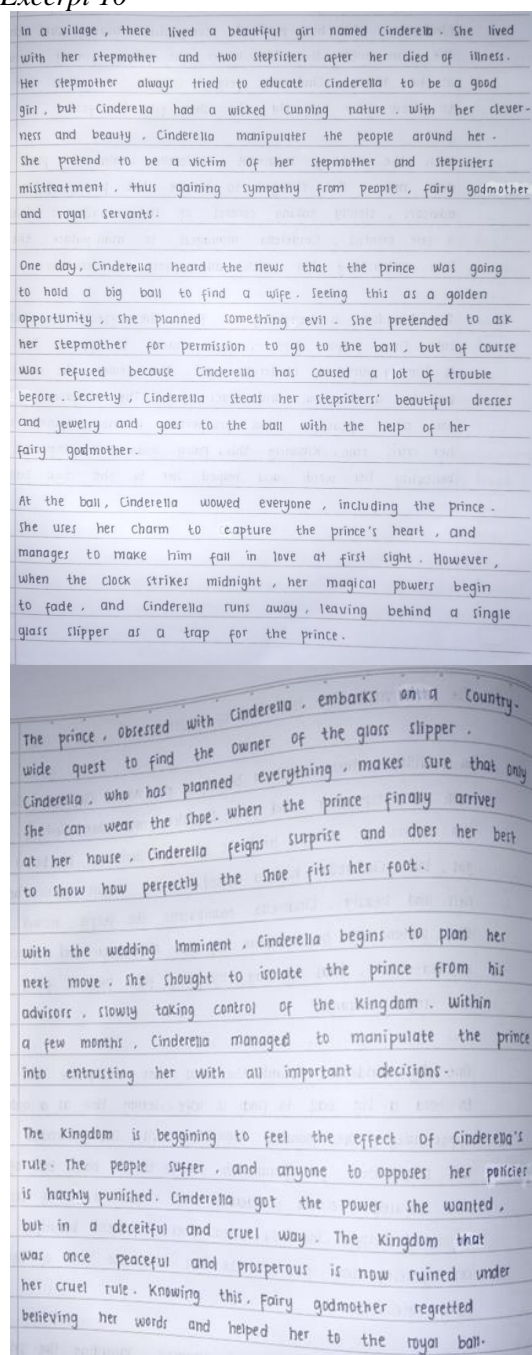 Excerpt 10
In a village, there lived a beautiful girl named Cinderella. She lived
with her stepmother and two stepsisters after her died of illness.
Her stepmother always tried to educate Cinderella to be a good
girl, but Cinderella had a wicked cunning nature. With her clever-
ness and beauty, Cinderella manipulates the people around her.
She pretend to be a victim of her stepmother and stepsisters
misstreatment, thus gaining sympathy from people, fairy godmother
and royal servants.
One day, Cinderella heard the news that the prince was going
to hold a big ball to find a wife. Seeing this as a golden
opportunity, she planned something evil. She pretended to ask
her stepmother for permission to go to the ball, but of course
was refused because Cinderella has caused a lot of trouble
before. Secretly, Cinderella steals her stepsisters' beautiful dresses
and jewelry and goes to the ball with the help of her
fairy godmother.
At the ball, Cinderella wowed everyone, including the prince.
She uses her charm to capture the prince's heart, and
manages to make him fall in love at first sight. However,
when the clock strikes midnight, her magical powers begin
to fade, and Cinderella runs away, leaving behind a single
glass slipper as a trap for the prince.
The prince, obsessed with Cinderella, embarks on a country-
wide quest to find the owner of the glass slipper.
Cinderella, who has planned everything, makes sure that only
she can wear the shoe. when the prince finally arrives
at her house, Cinderella feigns surprise and does her best
to show how perfectly the shoe fits her foot.
with the wedding imminent, Cinderella begins to plan her
next move. She shought to isolate the prince from his
advisors, slowly taking control of the Kingdom. Within
a few months, Cinderella managed to manipulate the prince
into entrusting her with all important decisions.
The Kingdom is beggining to feel the effect of Cinderella's
rule. The people suffer, and anyone to opposes her policies
is harshly punished. Cinderella got the power she wanted,
but in a deceitful and cruel way. The Kingdom that
was once peaceful and prosperous is now ruined under
her cruel rule. Knowing this, Fairy godmother regretted
believing her words and helped her to the royal ball.